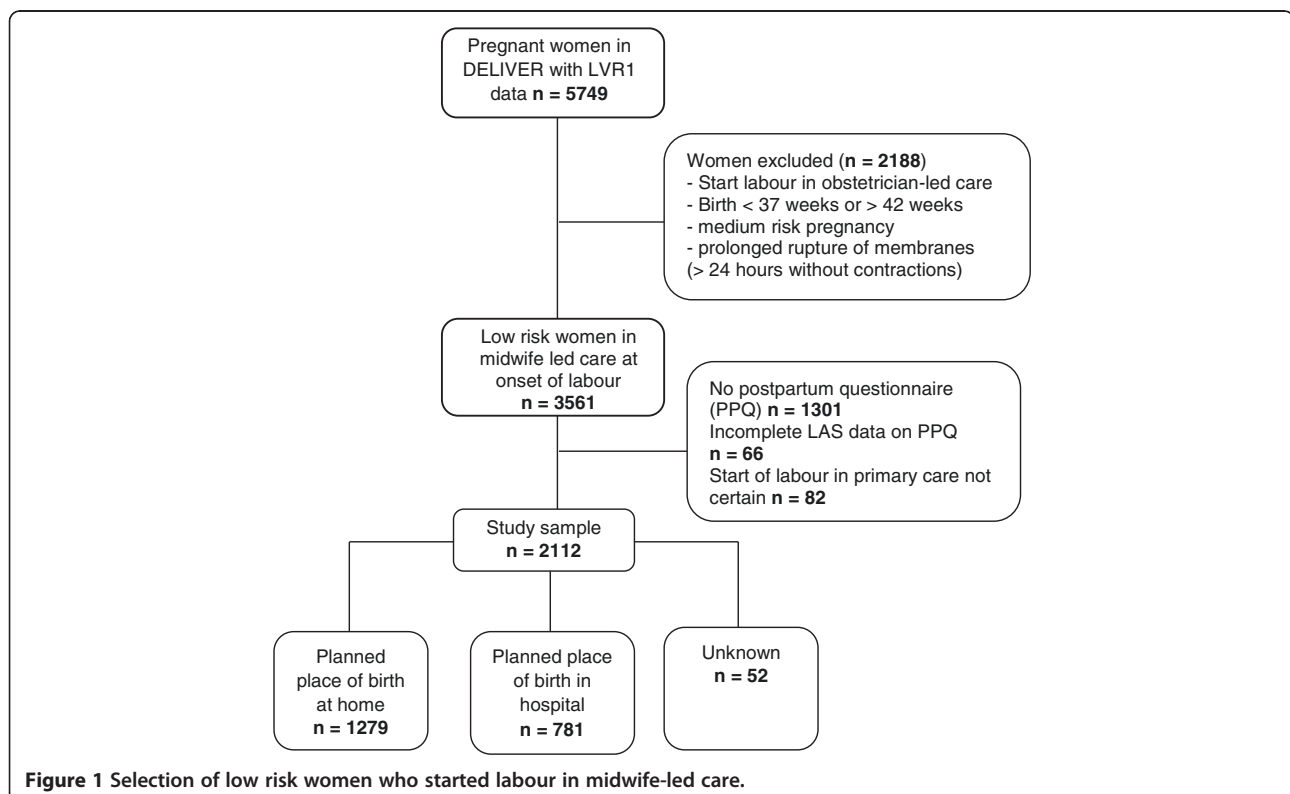 Pregnant women in
DELIVER with LVR1
data n = 5749
Women excluded (n = 2188)
- Start labour in obstetrician-led care
- Birth < 37 weeks or > 42 weeks
- medium risk pregnancy
- prolonged rupture of membranes
(> 24 hours without contractions)
Low risk women in
midwife led care at
onset of labour
n = 3561
No postpartum questionnaire
(PPQ) n = 1301
Incomplete LAS data on PPQ
n = 66
Start of labour in primary care not
certain n = 82
Study sample
n = 2112
Planned
place of birth
at home
n = 1279
Planned place
of birth in
hospital
n = 781
Unknown
n = 52
Figure 1 Selection of low risk women who started labour in midwife-led care.